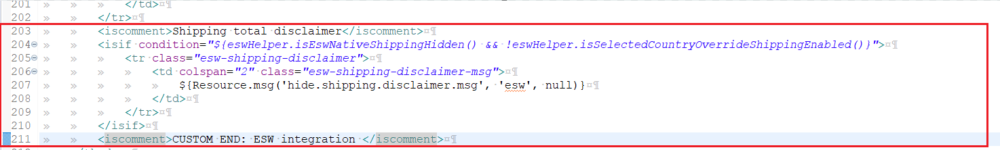 201 </td>
202 </tr>
203 <iscomment>Shipping total disclaimer</iscomment>
204 <isif condition="${eswHelper.isEswNativeShippingHidden() && !eswHelper.isSelectedCountryOverrideShippingEnabled()}">
205 <tr class="esw-shipping-disclaimer">
206 <td colspan="2" class="esw-shipping-disclaimer-msg">
207 ${Resource.msg('hide.shipping.disclaimer.msg', 'esw', null)}
208 </td>
209 </tr>
210 </isif>
211 <iscomment>CUSTOM END: ESW integration </iscomment>